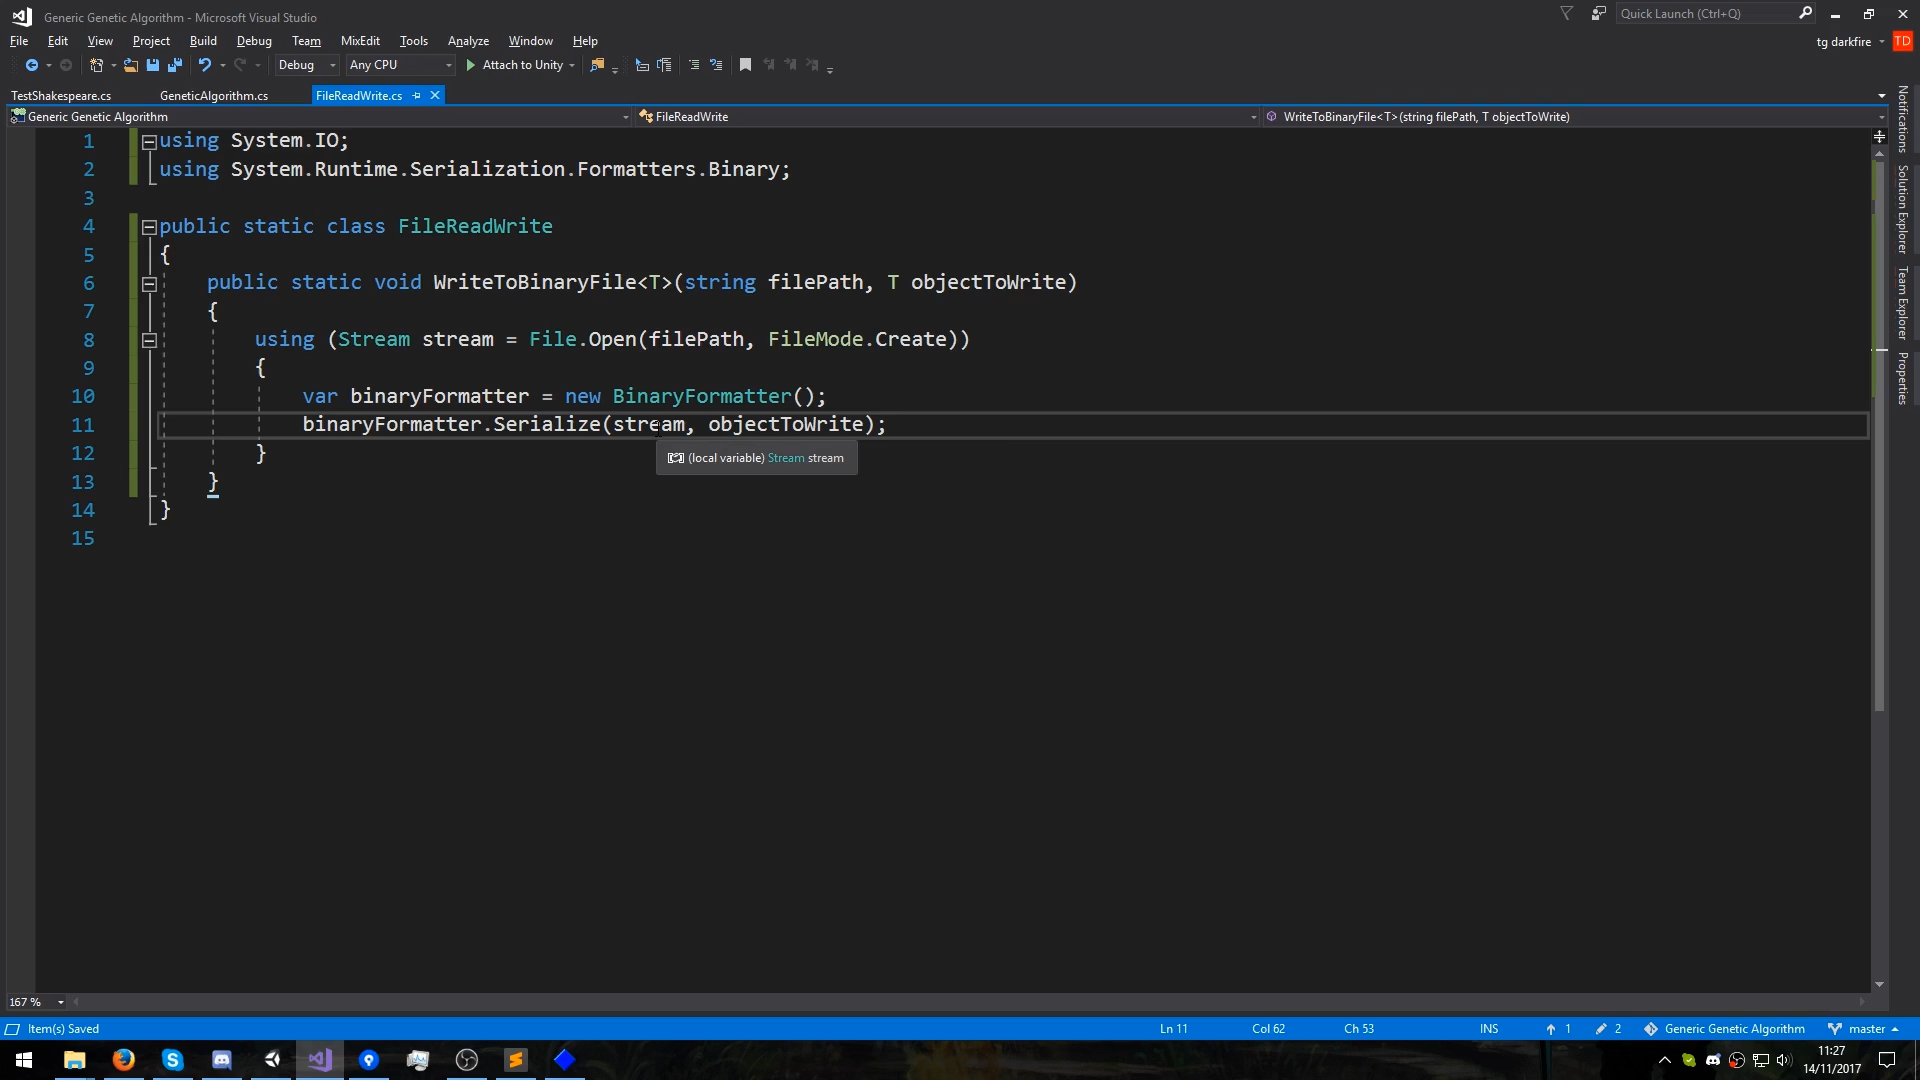 Generic Genetic Algorithm - Microsoft Visual Studio
Quick Launch (Ctrl+Q)
File Edit View Project Build Debug Team MixEdit Tools Analyze Window Help
tg darkfire TD
Debug Any CPU Attach to Unity
TestShakespeare.cs GeneticAlgorithm.cs FileReadWrite.cs
Generic Genetic Algorithm FileReadWrite WriteToBinaryFile<T>(string filePath, T objectToWrite)
1 using System.IO;
2 using System.Runtime.Serialization.Formatters.Binary;
3
4 public static class FileReadWrite
5 {
6 public static void WriteToBinaryFile<T>(string filePath, T objectToWrite)
7 {
8 using (Stream stream = File.Open(filePath, FileMode.Create))
9 {
10 var binaryFormatter = new BinaryFormatter();
11 binaryFormatter.Serialize(stream, objectToWrite);
12 }
(local variable) Stream stream
13 }
14 }
15
Notifications
Solution Explorer
Team Explorer
Properties
167 %
Item(s) Saved Ln 11 Col 62 Ch 53 INS 1 2 Generic Genetic Algorithm master
11:27
14/11/2017